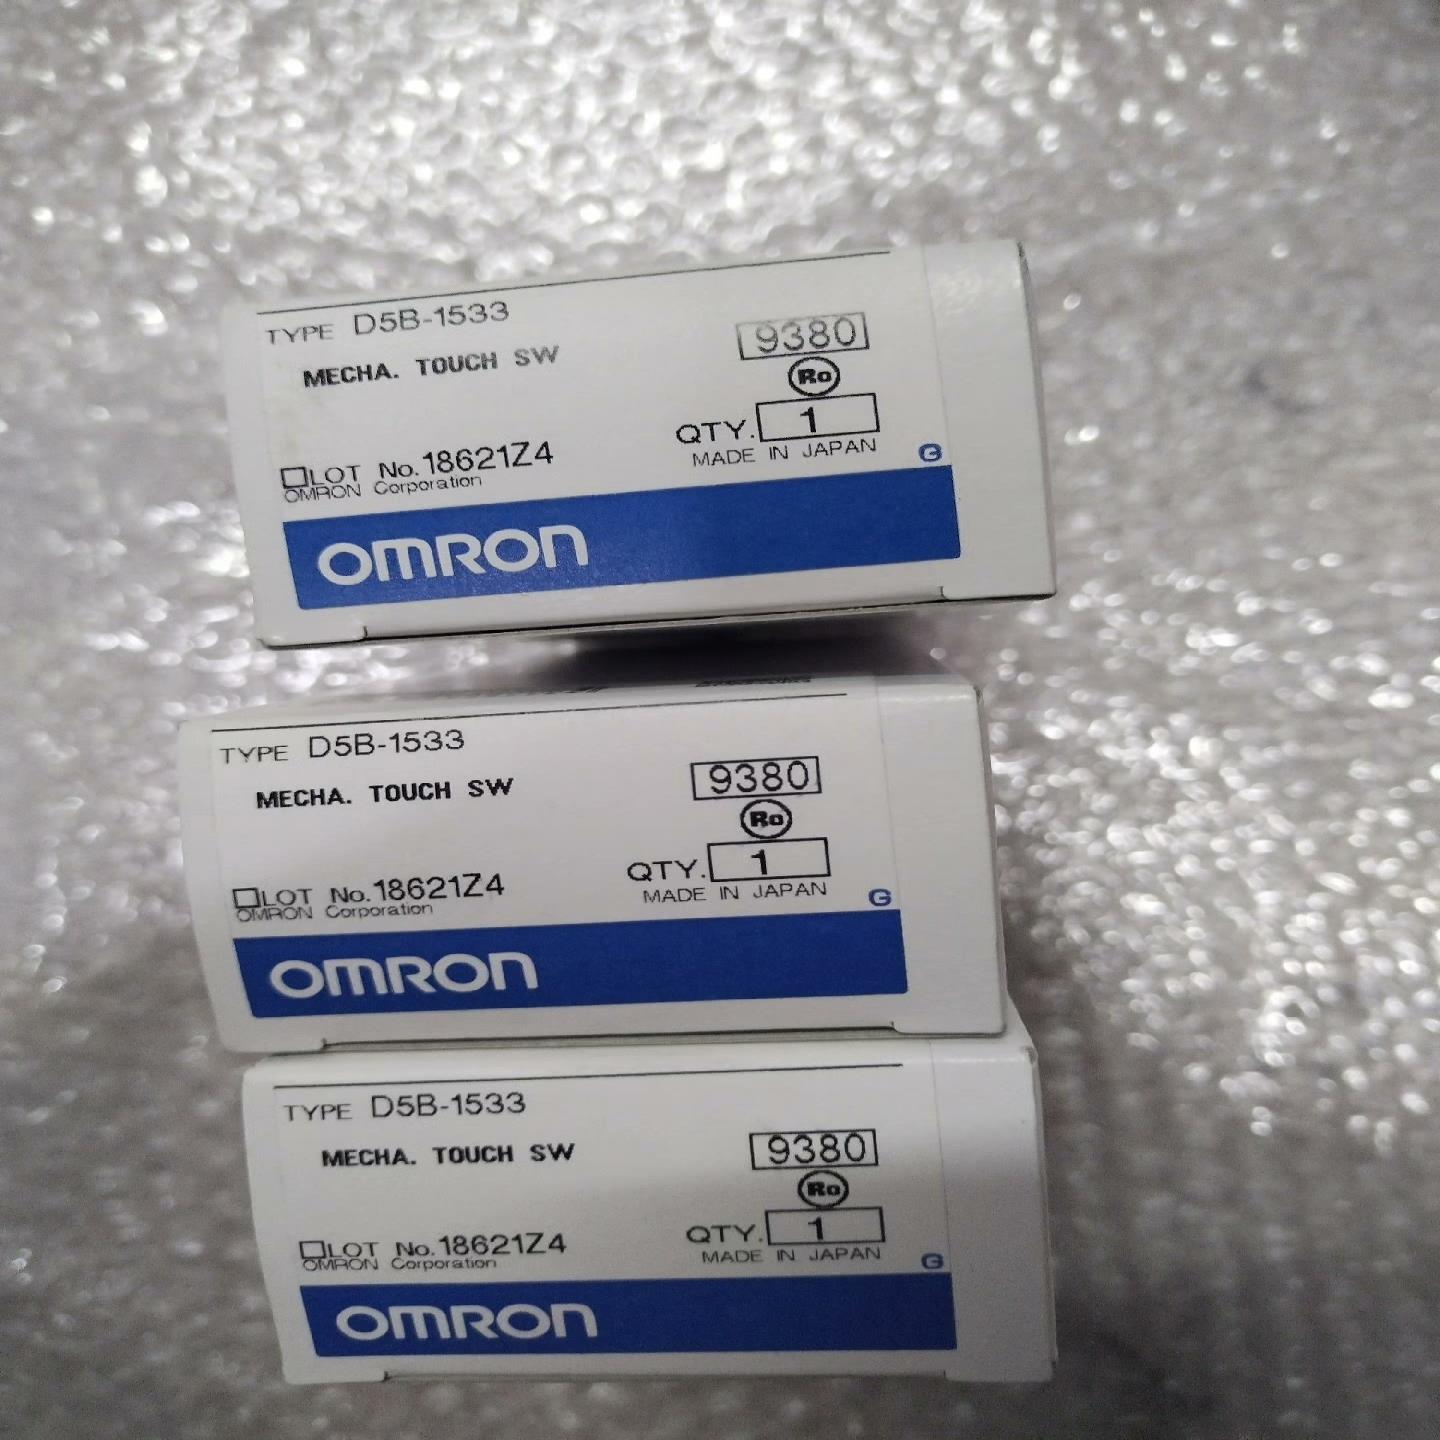 TYPE D5B-1533
9380
MECHA. TOUCH SW
Ro
QTY. 1
LOT No. 18621Z4
MADE IN JAPAN
OMRON Corporation
G
OMRON
TYPE D5B-1533
9380
MECHA. TOUCH SW
Ro
QTY. 1
LOT No. 18621Z4
MADE IN JAPAN
OMRON Corporation
G
OMRON
TYPE D5B-1533
9380
MECHA. TOUCH SW
Ro
QTY. 1
LOT No. 18621Z4
MADE IN JAPAN
OMRON Corporation
G
OMRON